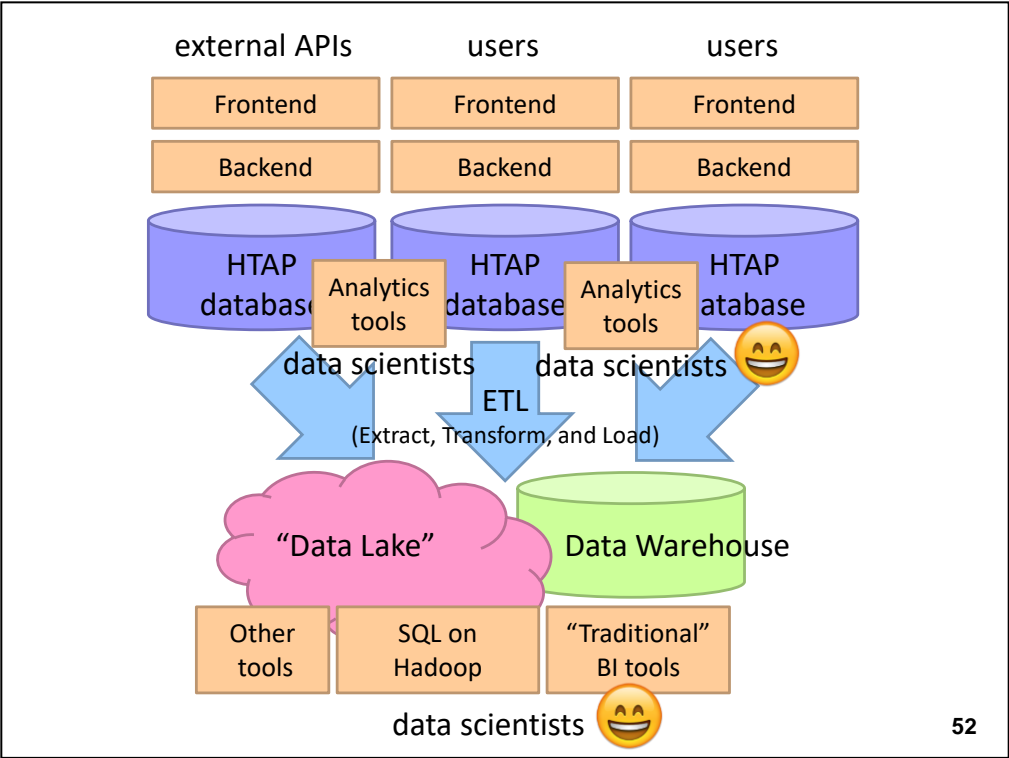 external APIs
users
users
Frontend
Frontend
Frontend
Backend
Backend
Backend
HTAP
database
HTAP
database
HTAP
atabase
Analytics
tools
Analytics
tools
data scientists
data scientists
ETL
(Extract, Transform, and Load)
“Data Lake”
Data Warehouse
Other
tools
SQL on
Hadoop
“Traditional”
BI tools
data scientists
52